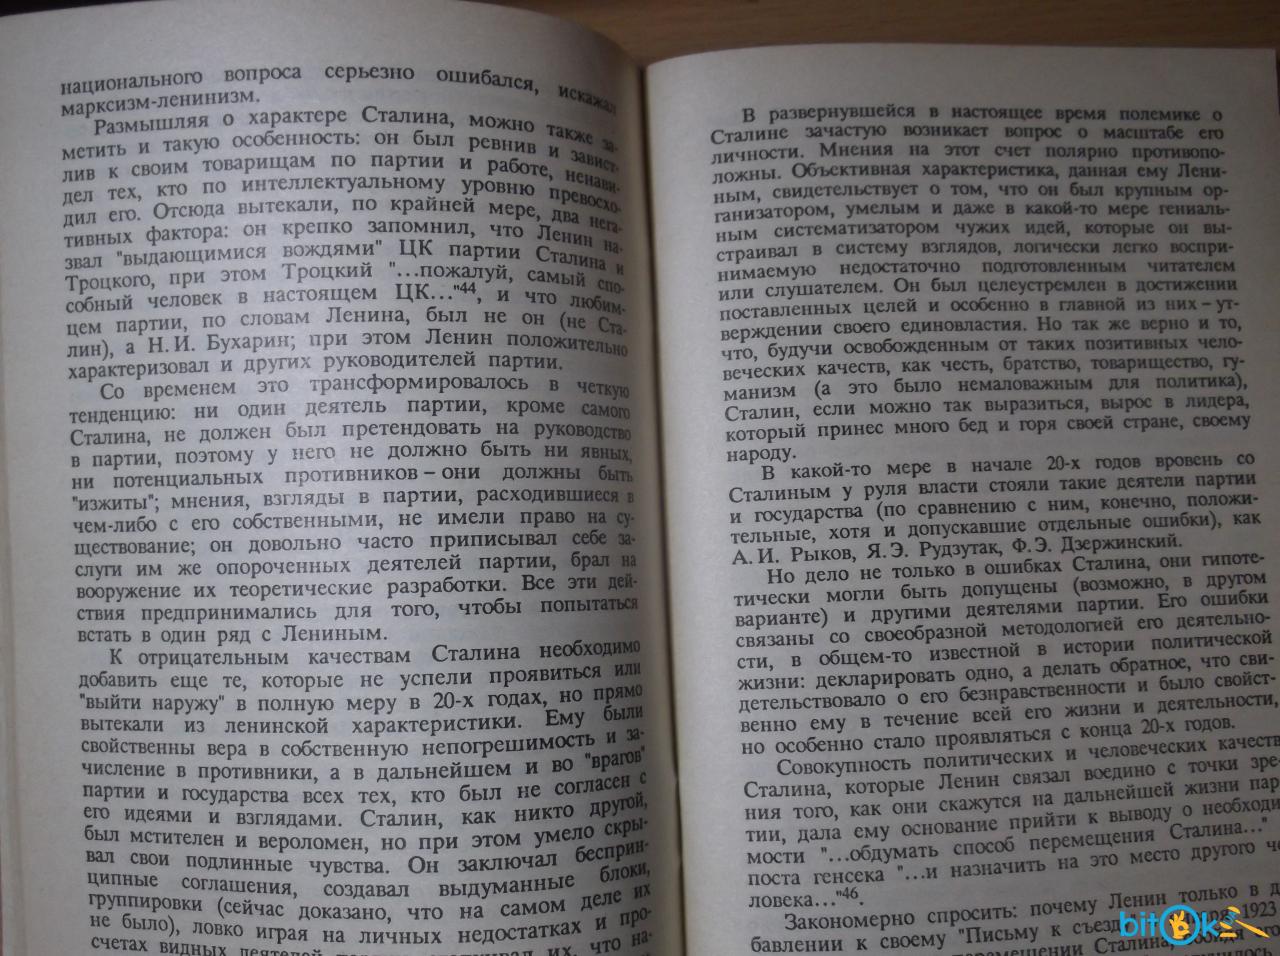 национального вопроса серьезно ошибался, искажал
марксизм-ленинизм.
Размышляя о характере Сталина, можно также за-
метить и такую особенность: он был ревнив и завист-
лив к своим товарищам по партии и работе, ненави-
дел тех, кто по интеллектуальному уровню превосхо-
дил его. Отсюда вытекали, по крайней мере, два нега-
тивных фактора: он крепко запомнил, что Ленин на-
звал "выдающимися вождями" ЦК партии Сталина и
Троцкого, при этом Троцкий "...пожалуй, самый спо-
собный человек в настоящем ЦК..."44, и что любим-
цем партии, по словам Ленина, был не он (не Ста-
лин), а Н. И. Бухарин; при этом Ленин положительно
характеризовал и других руководителей партии.
Со временем это трансформировалось в четкую
тенденцию: ни один деятель партии, кроме самого
Сталина, не должен был претендовать на руководство
в партии, поэтому у него не должно быть ни явных,
ни потенциальных противников – они должны быть
"изжиты"; мнения, взгляды в партии, расходившиеся в
чем-либо с его собственными, не имели право на су-
ществование; он довольно часто приписывал себе за-
слуги им же опороченных деятелей партии, брал на
вооружение их теоретические разработки. Все эти дей-
ствия предпринимались для того, чтобы попытаться
встать в один ряд с Лениным.
К отрицательным качествам Сталина необходимо
добавить еще те, которые не успели проявиться или
"выйти наружу" в полную меру в 20-х годах, но прямо
вытекали из ленинской характеристики. Ему были
свойственны вера в собственную непогрешимость и за-
числение в противники, а в дальнейшем и во "врагов"
партии и государства всех тех, кто был не согласен с
его идеями и взглядами. Сталин, как никто другой,
был мстителен и вероломен, но при этом умело скры-
вал свои подлинные чувства. Он заключал бесприн-
ципные соглашения, создавал выдуманные блоки,
группировки (сейчас доказано, что на самом деле их
не было), ловко играя на личных недостатках и про-
счетах видных деятелей их, что на-
В развернувшейся в настоящее время полемике о
Сталине зачастую возникает вопрос о масштабе его
личности. Мнения на этот счет полярно противопо-
ложны. Объективная характеристика, данная ему Лени-
ным, свидетельствует о том, что он был крупным ор-
ганизатором, умелым и даже в какой-то мере гениаль-
ным систематизатором чужих идей, которые он вы-
страивал в систему взглядов, логически легко воспри-
нимаемую недостаточно подготовленным читателем
или слушателем. Он был целеустремлен в достижении
поставленных целей и особенно в главной из них – ут-
верждении своего единовластия. Но так же верно и то,
что, будучи освобожденным от таких позитивных чело-
веческих качеств, как честь, братство, товарищество, гу-
манизм (а это было немаловажным для политика),
Сталин, если можно так выразиться, вырос в лидера,
который принес много бед и горя своей стране, своему
народу.
В какой-то мере в начале 20-х годов вровень со
Сталиным у руля власти стояли такие деятели партии
и государства (по сравнению с ним, конечно, положи-
тельные, хотя и допускавшие отдельные ошибки), как
А. И. Рыков, Я. Э. Рудзутак, Ф. Э. Дзержинский.
Но дело не только в ошибках Сталина, они гипоте-
тически могли быть допущены (возможно, в другом
варианте) и другими деятелями партии. Его ошибки
связаны со своеобразной методологией его деятельно-
сти, в общем-то известной в истории политической
жизни: декларировать одно, а делать обратное, что сви-
детельствовало о его безнравственности и было свойст-
венно ему в течение всей его жизни и деятельности,
но особенно стало проявляться с конца 20-х годов.
Совокупность политических и человеческих качеств
Сталина, которые Ленин связал воедино с точки зре-
ния того, как они скажутся на дальнейшей жизни пар
тии, дала ему основание прийти к выводу о необходи
мости "...обдумать способ перемещения Сталина..."
поста генсека "...и назначить на это место другого че
ловека..."46.
Закономерно спросить: почему Ленин только в д
бавлении к своему "Письму к съезду 1923
перемещении Сталина,
bitOk